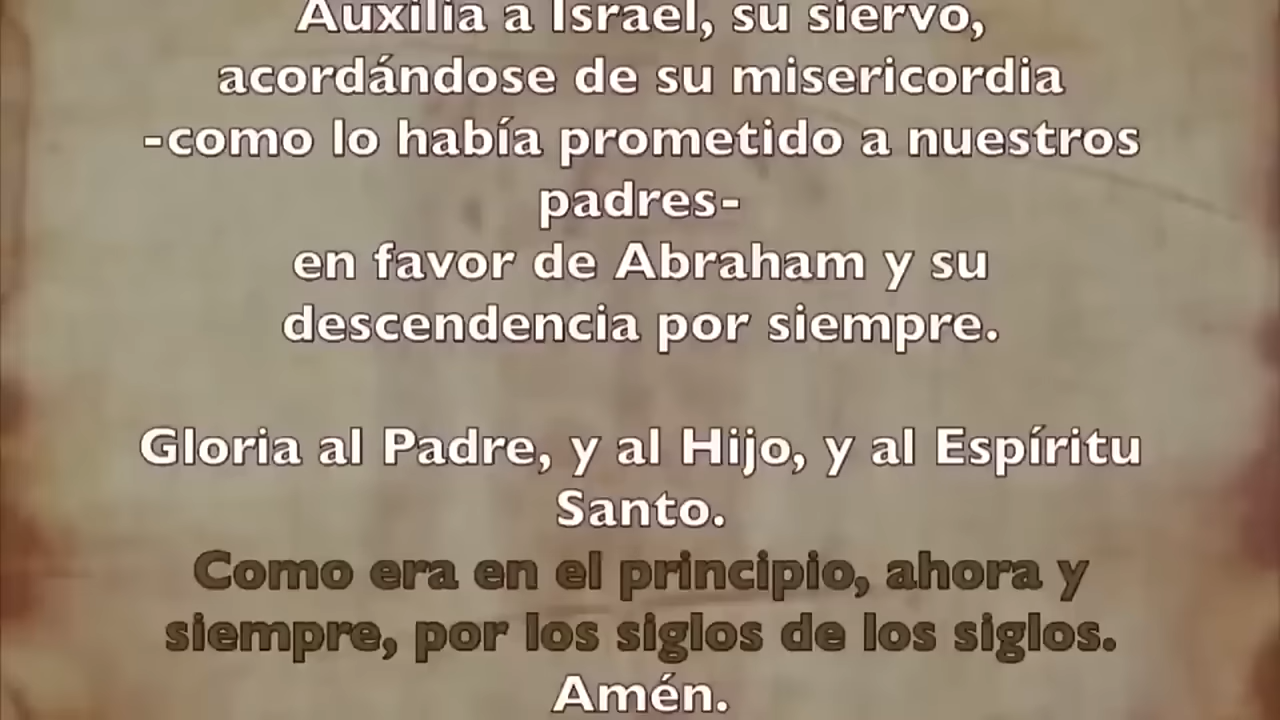 Auxilia a Israel, su siervo,
acordándose de su misericordia
-como lo había prometido a nuestros
padres-
en favor de Abraham y su
descendencia por siempre.
Gloria al Padre, y al Hijo, y al Espíritu
Santo.
Como era en el principio, ahora y
siempre, por los siglos de los siglos.
Amén.